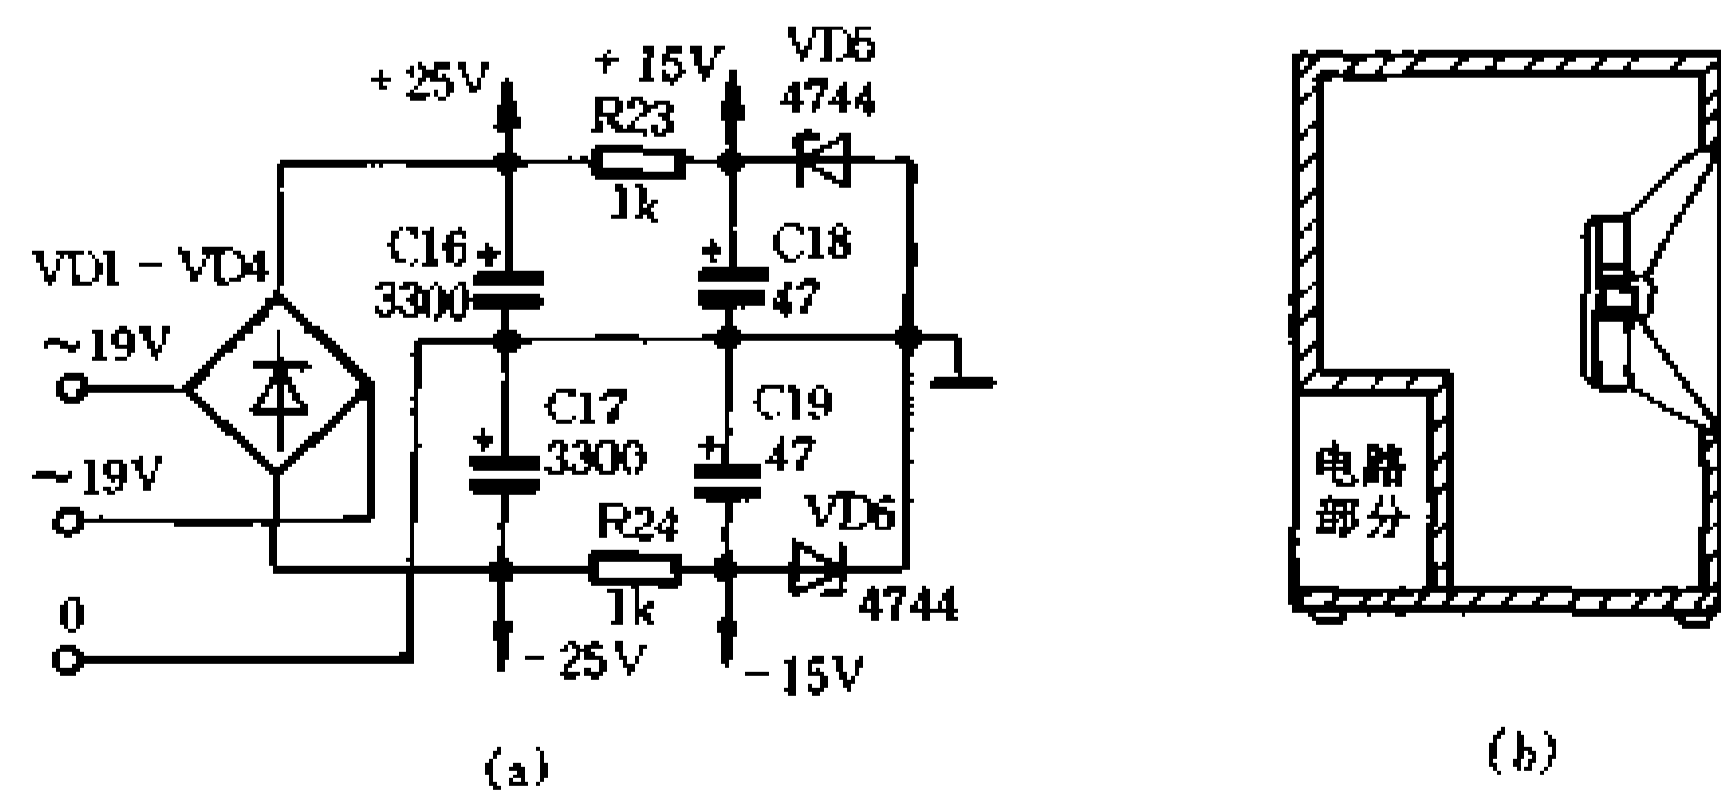 +25V
+15V
VD5
4744
R23
1k
C16
+
3300
+
C18
47
VD1-VD4
~19V
~19V
0
C17
+
3300
C19
+
47
R24
1k
VD6
4744
-25V
-15V
(a)
电路
部分
(b)